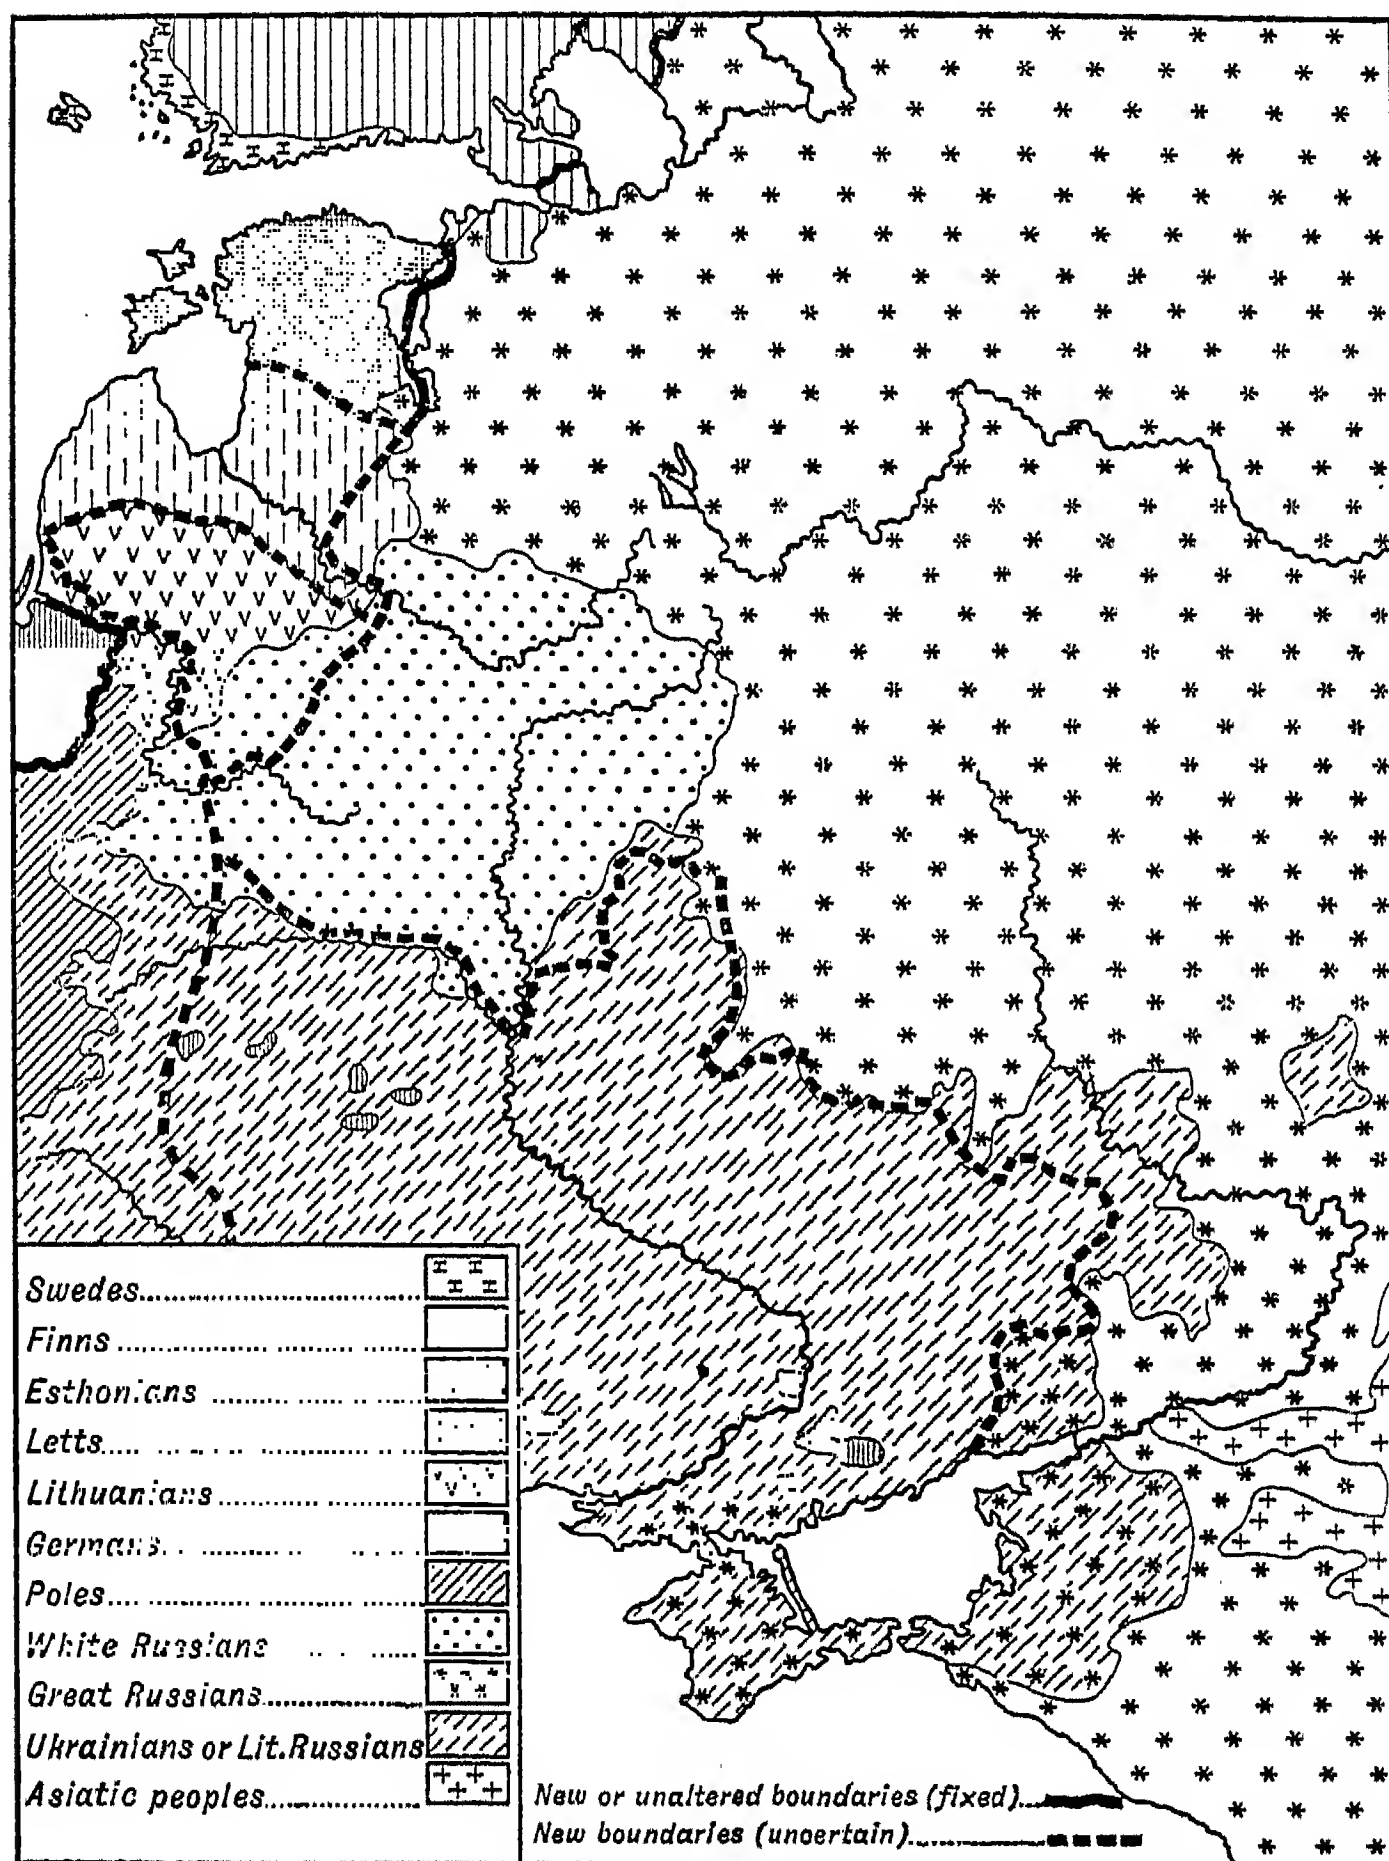 Swedes
Finns
Esthonians
Letts
Lithuanians
Germans
Poles
White Russians
Great Russians
Ukrainians or Lit. Russians
Asiatic peoples
New or unaltered boundaries (fixed)
New boundaries (uncertain)